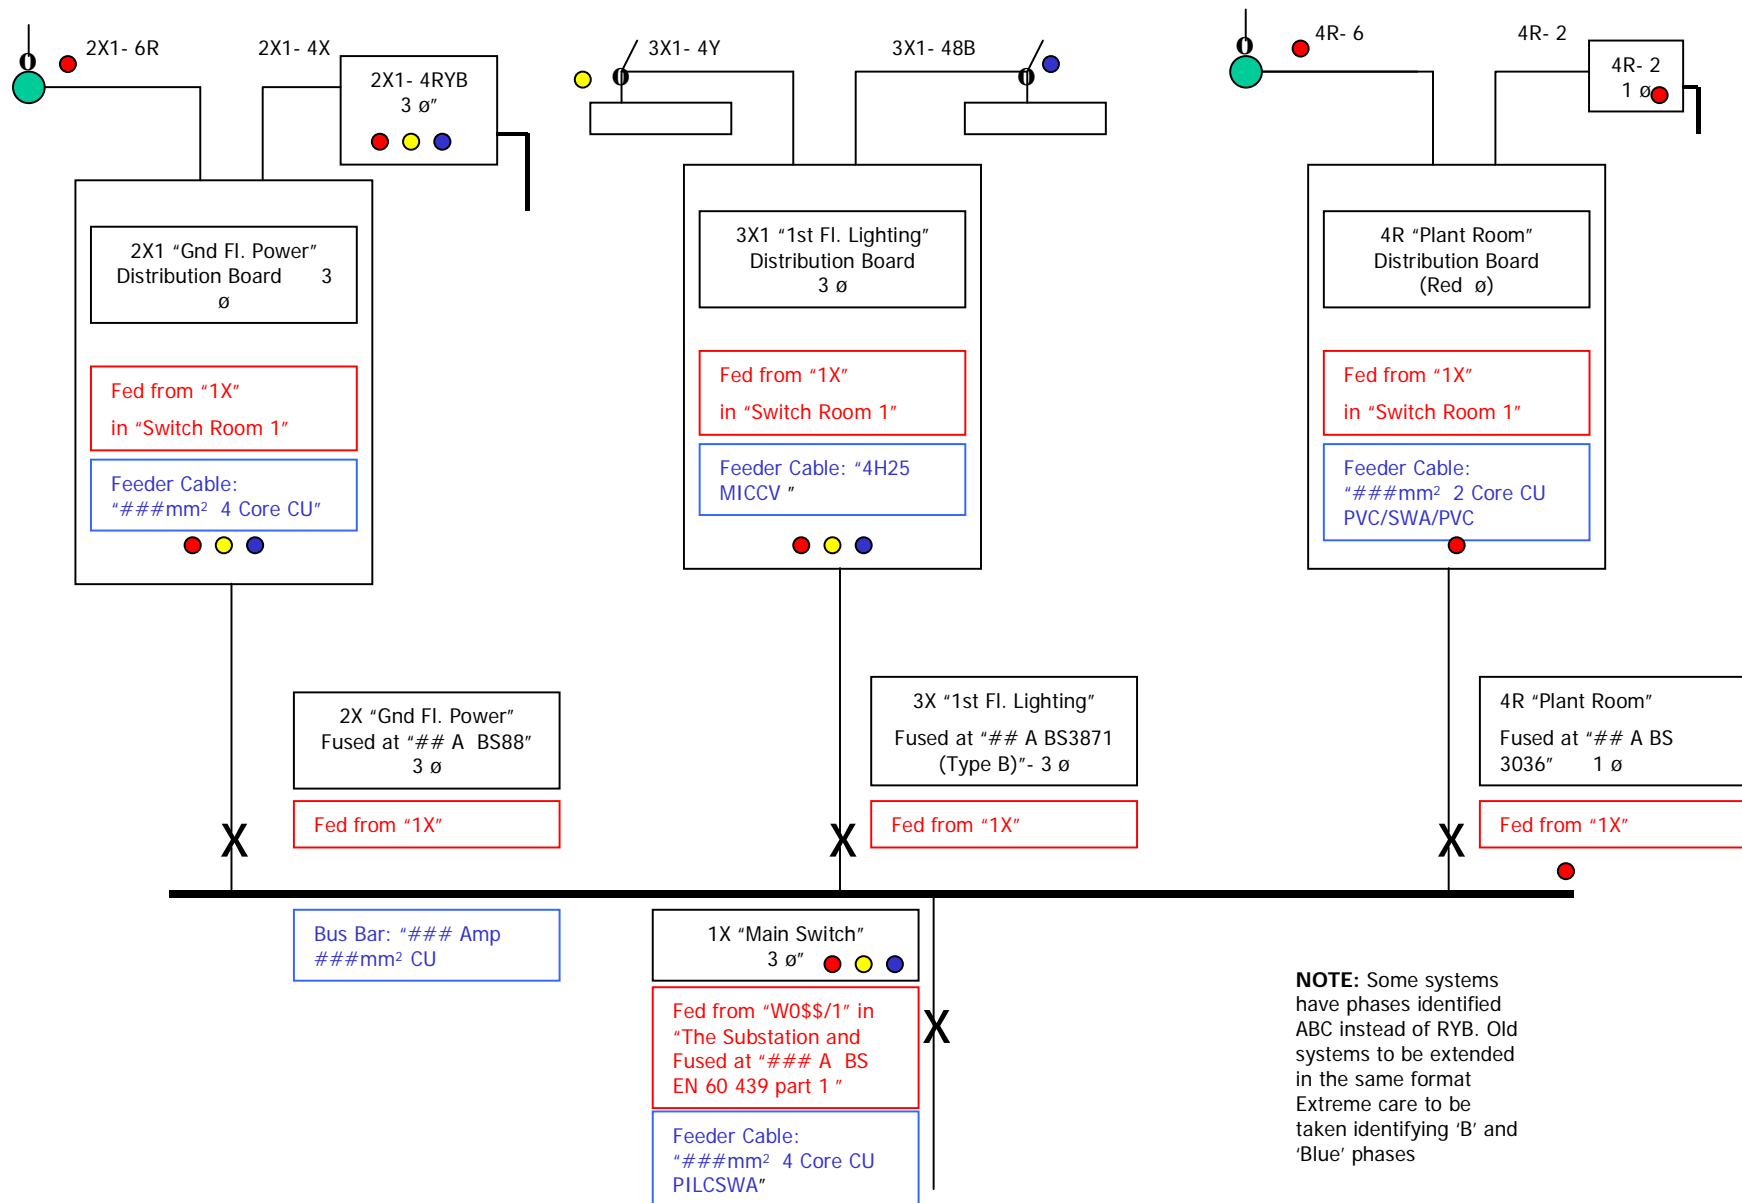 2X1- 6R
2X1- 4X
2X1- 4RYB
3 ø"
3X1- 4Y
3X1- 48B
4R- 6
4R- 2
4R- 2
1 ø
2X1 "Gnd Fl. Power"
Distribution Board 3
ø
Fed from "1X"
in "Switch Room 1"
Feeder Cable:
"###mm² 4 Core CU"
3X1 "1st Fl. Lighting"
Distribution Board
3 ø
Fed from "1X"
in "Switch Room 1"
Feeder Cable: "4H25
MICCV "
4R "Plant Room"
Distribution Board
(Red ø)
Fed from "1X"
in "Switch Room 1"
Feeder Cable:
"###mm² 2 Core CU
PVC/SWA/PVC
2X "Gnd Fl. Power"
Fused at "## A BS88"
3 ø
Fed from "1X"
X
3X "1st Fl. Lighting"
Fused at "## A BS3871
(Type B)"- 3 ø
Fed from "1X"
X
4R "Plant Room"
Fused at "## A BS
3036" 1 ø
Fed from "1X"
X
Bus Bar: "### Amp
###mm² CU
1X "Main Switch"
3 ø"
Fed from "W0$$/1" in
"The Substation and
Fused at "### A BS
EN 60 439 part 1 "
X
Feeder Cable:
"###mm² 4 Core CU
PILCSWA"
NOTE: Some systems
have phases identified
ABC instead of RYB. Old
systems to be extended
in the same format
Extreme care to be
taken identifying 'B' and
'Blue' phases